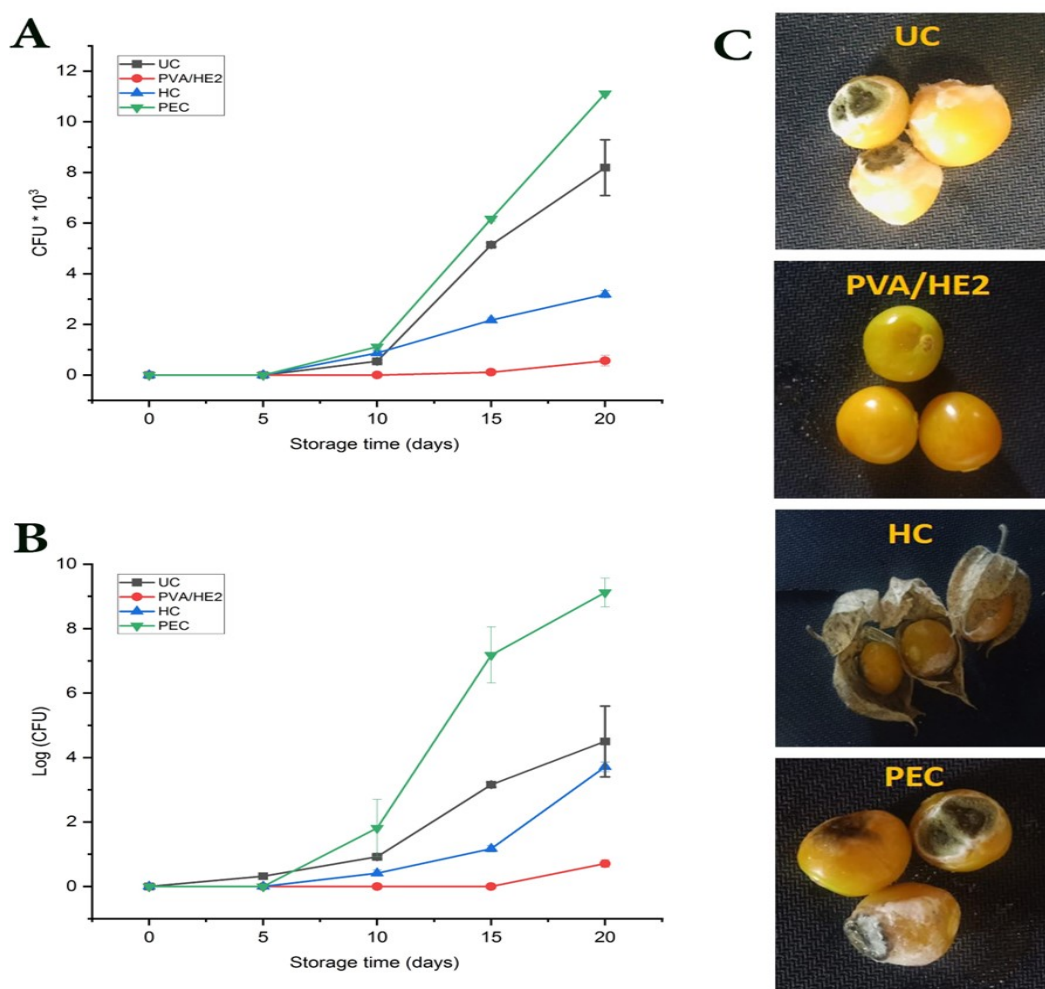 A
UC
PVA/HE2
HC
PEC
12
10
8
6
4
2
0
CFU * 10³
0 5 10 15 20
Storage time (days)
B
UC
PVA/HE2
HC
PEC
10
8
6
4
2
0
Log (CFU)
0 5 10 15 20
Storage time (days)
C
UC
PVA/HE2
HC
PEC